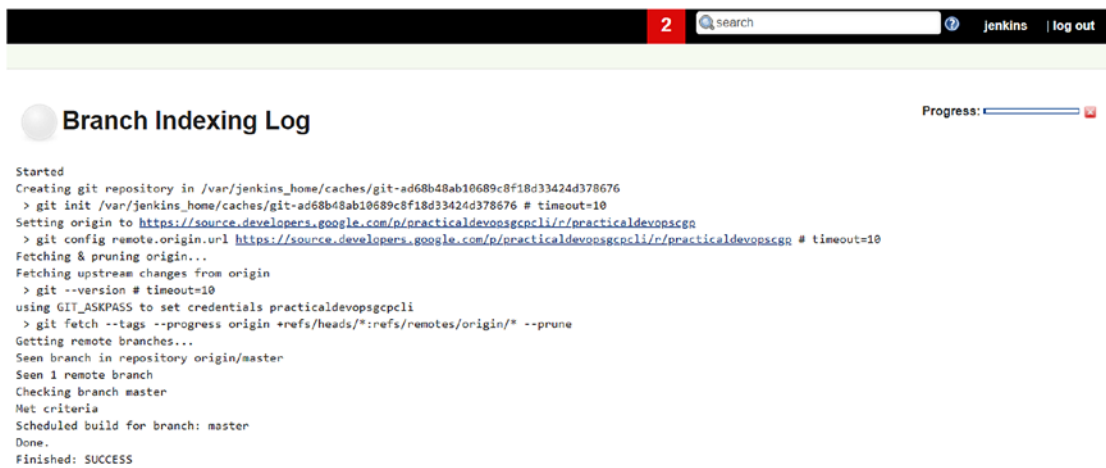 2 search jenkins | log out
Branch Indexing Log
Progress:
Started
Creating git repository in /var/jenkins_home/caches/git-ad68b48ab10689c8f18d33424d378676
> git init /var/jenkins_home/caches/git-ad68b48ab10689c8f18d33424d378676 # timeout=10
Setting origin to https://source.developers.google.com/p/practicaldevopsgcpcli/r/practicaldevopscgp
> git config remote.origin.url https://source.developers.google.com/p/practicaldevopsgcpcli/r/practicaldevopscgp # timeout=10
Fetching & pruning origin...
Fetching upstream changes from origin
> git --version # timeout=10
using GIT_ASKPASS to set credentials practicaldevopsgcpcli
> git fetch --tags --progress origin +refs/heads/*:refs/remotes/origin/* --prune
Getting remote branches...
Seen branch in repository origin/master
Seen 1 remote branch
Checking branch master
Met criteria
Scheduled build for branch: master
Done.
Finished: SUCCESS